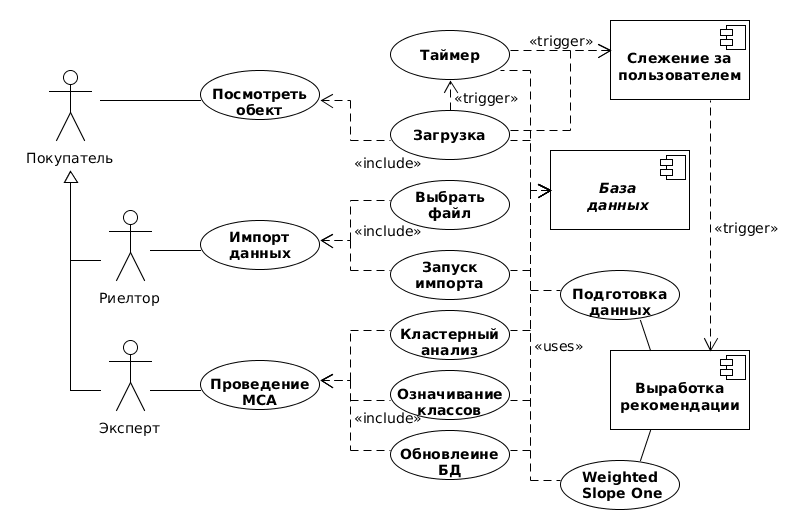 Таймер
«trigger»
Слежение за
пользователем
Посмотреть
обект
«trigger»
Загрузка
Покупатель
«include»
База
данных
Выбрать
файл
«include»
«trigger»
Импорт
данных
Риелтор
Запуск
импорта
Подготовка
данных
Кластерный
анализ
«uses»
Проведение
МСА
Означивание
классов
Выработка
рекомендации
«include»
Эксперт
Обновлеине
БД
Weighted
Slope One